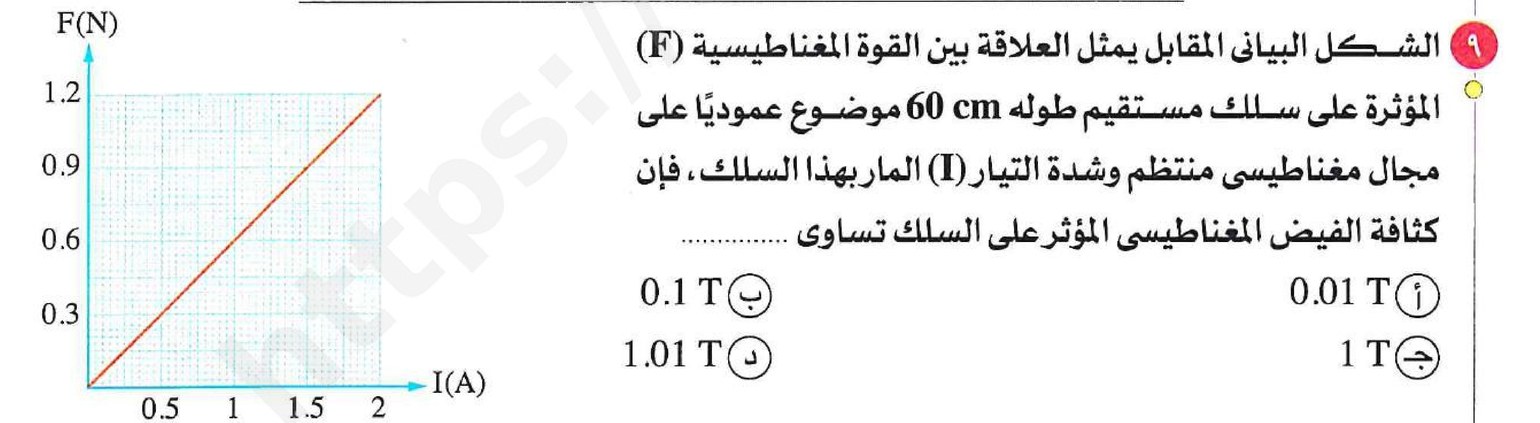 ٩ الشكل البيانى المقابل يمثل العلاقة بين القوة المغناطيسية (F)
المؤثرة على سلك مستقيم طوله 60 cm موضوع عموديًا على
مجال مغناطيسى منتظم وشدة التيار (I) المار بهذا السلك، فإن
كثافة الفيض المغناطيسى المؤثر على السلك تساوى ...............
أ 0.01 T ب 0.1 T
جـ 1 T د 1.01 T
F(N)
1.2
0.9
0.6
0.3
0.5 1 1.5 2 I(A)
https:/